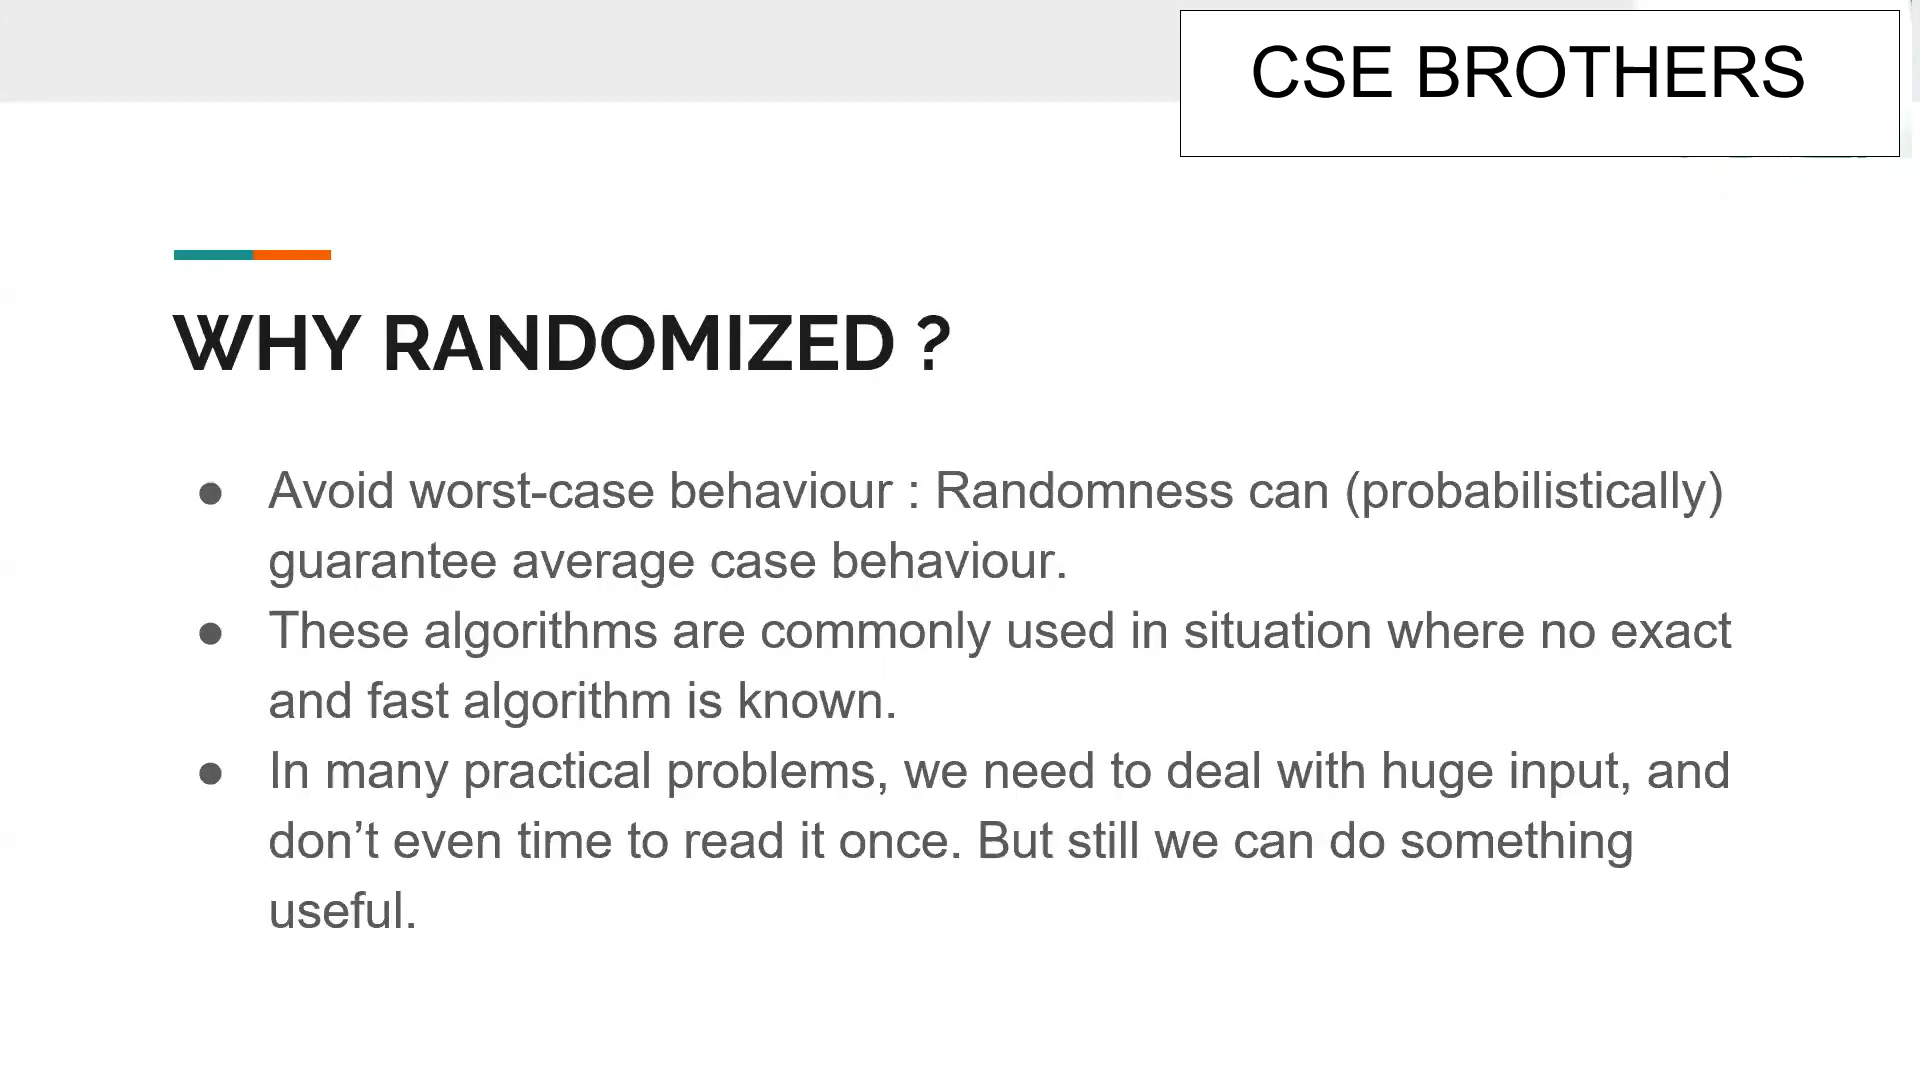 CSE BROTHERS
WHY RANDOMIZED ?
● Avoid worst-case behaviour : Randomness can (probabilistically)
guarantee average case behaviour.
● These algorithms are commonly used in situation where no exact
and fast algorithm is known.
● In many practical problems, we need to deal with huge input, and
don’t even time to read it once. But still we can do something
useful.